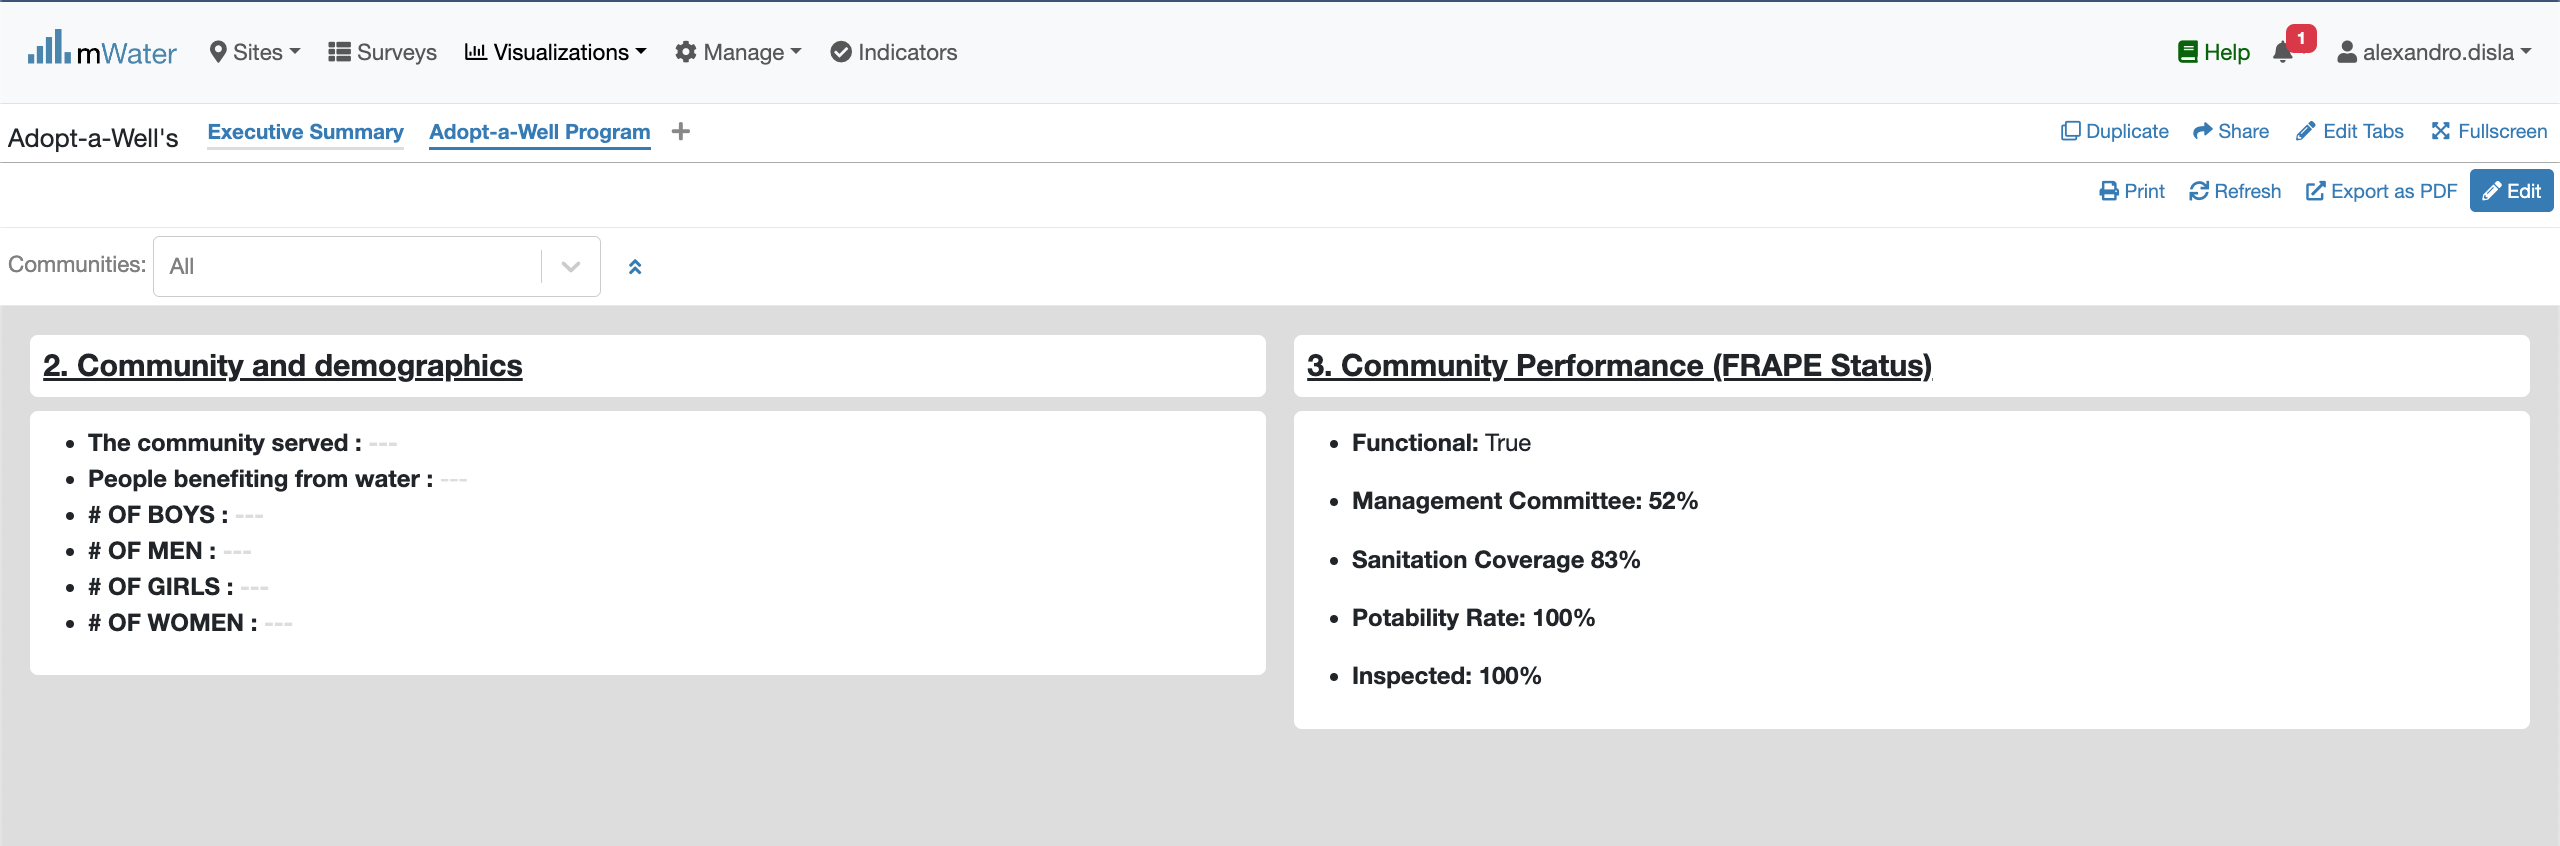 mWater Sites Surveys Visualizations Manage Indicators Help 1 alexandro.disla
Adopt-a-Well's Executive Summary Adopt-a-Well Program + Duplicate Share Edit Tabs Fullscreen
Print Refresh Export as PDF Edit
Communities: All
2. Community and demographics
The community served : ---
People benefiting from water : ---
# OF BOYS : ---
# OF MEN : ---
# OF GIRLS : ---
# OF WOMEN : ---
3. Community Performance (FRAPE Status)
Functional: True
Management Committee: 52%
Sanitation Coverage 83%
Potability Rate: 100%
Inspected: 100%